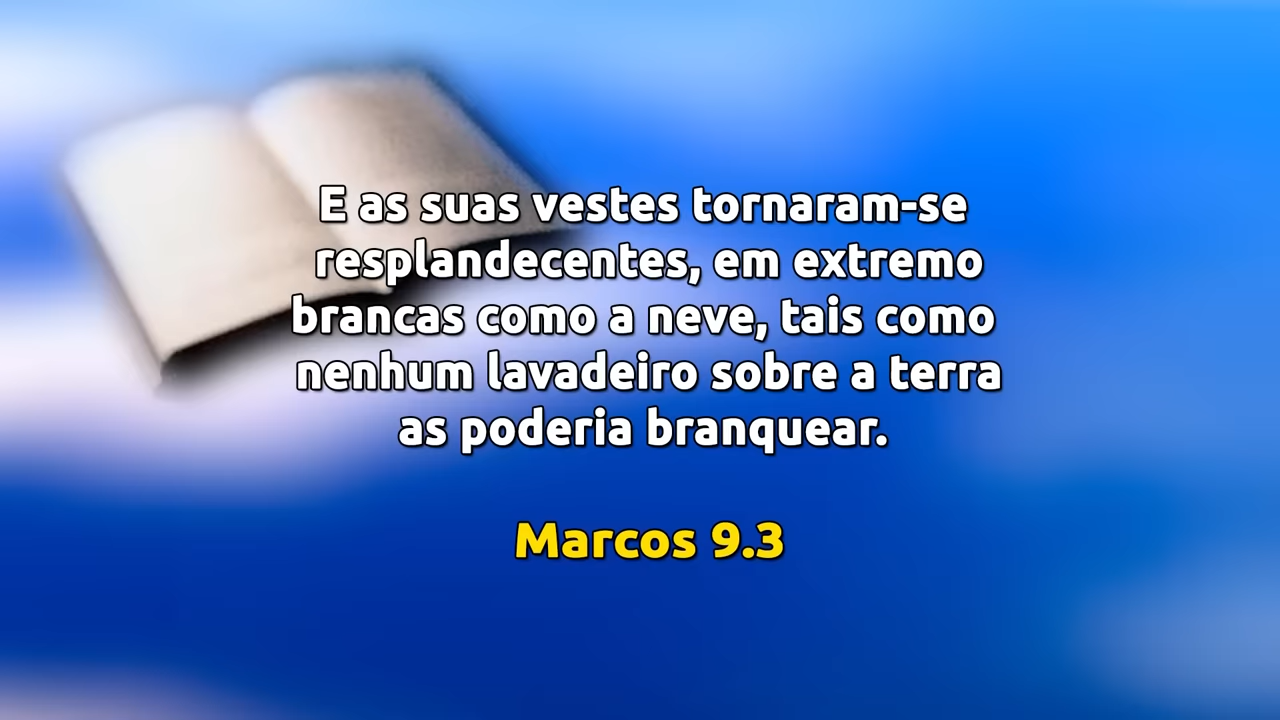 E as suas vestes tornaram-se
resplandecentes, em extremo
brancas como a neve, tais como
nenhum lavadeiro sobre a terra
as poderia branquear.
Marcos 9.3